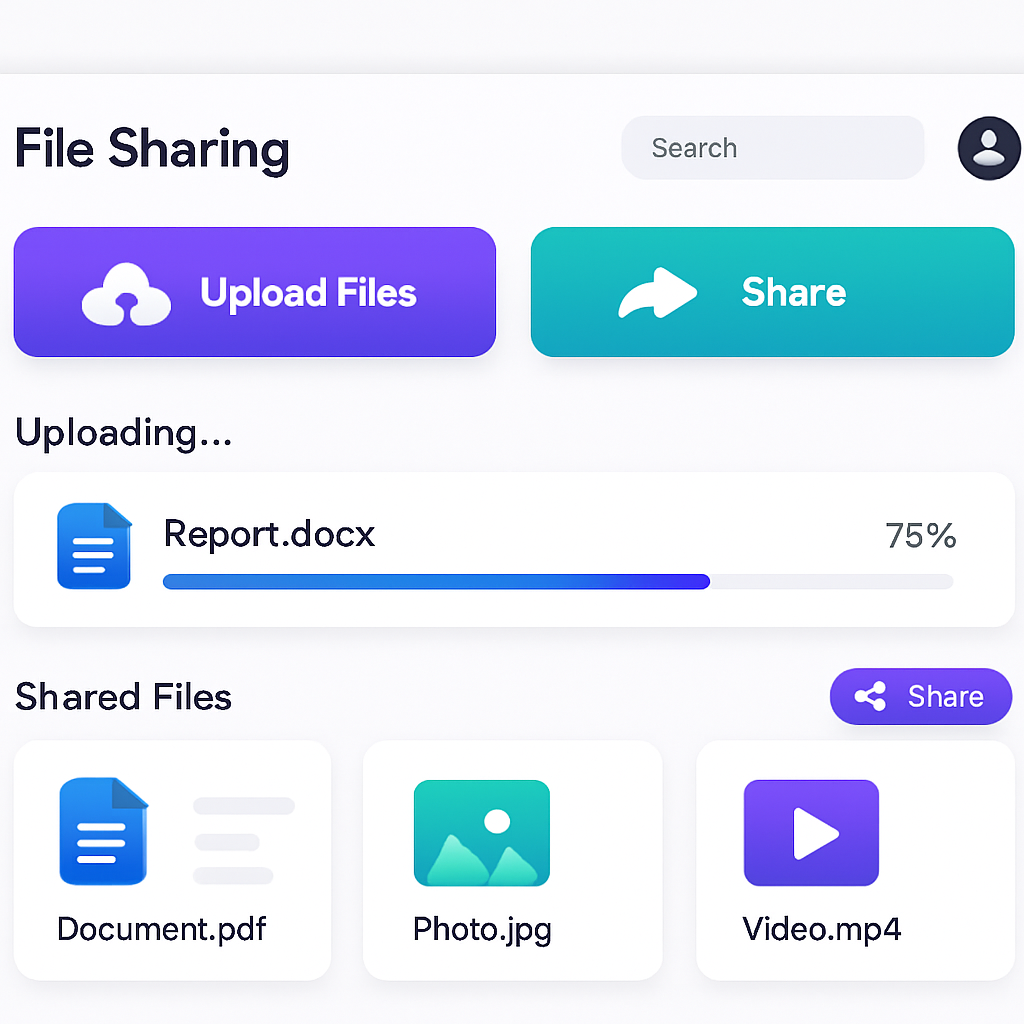 File Sharing
Search
Upload Files
Share
Uploading...
Report.docx
75%
Shared Files
Share
Document.pdf
Photo.jpg
Video.mp4